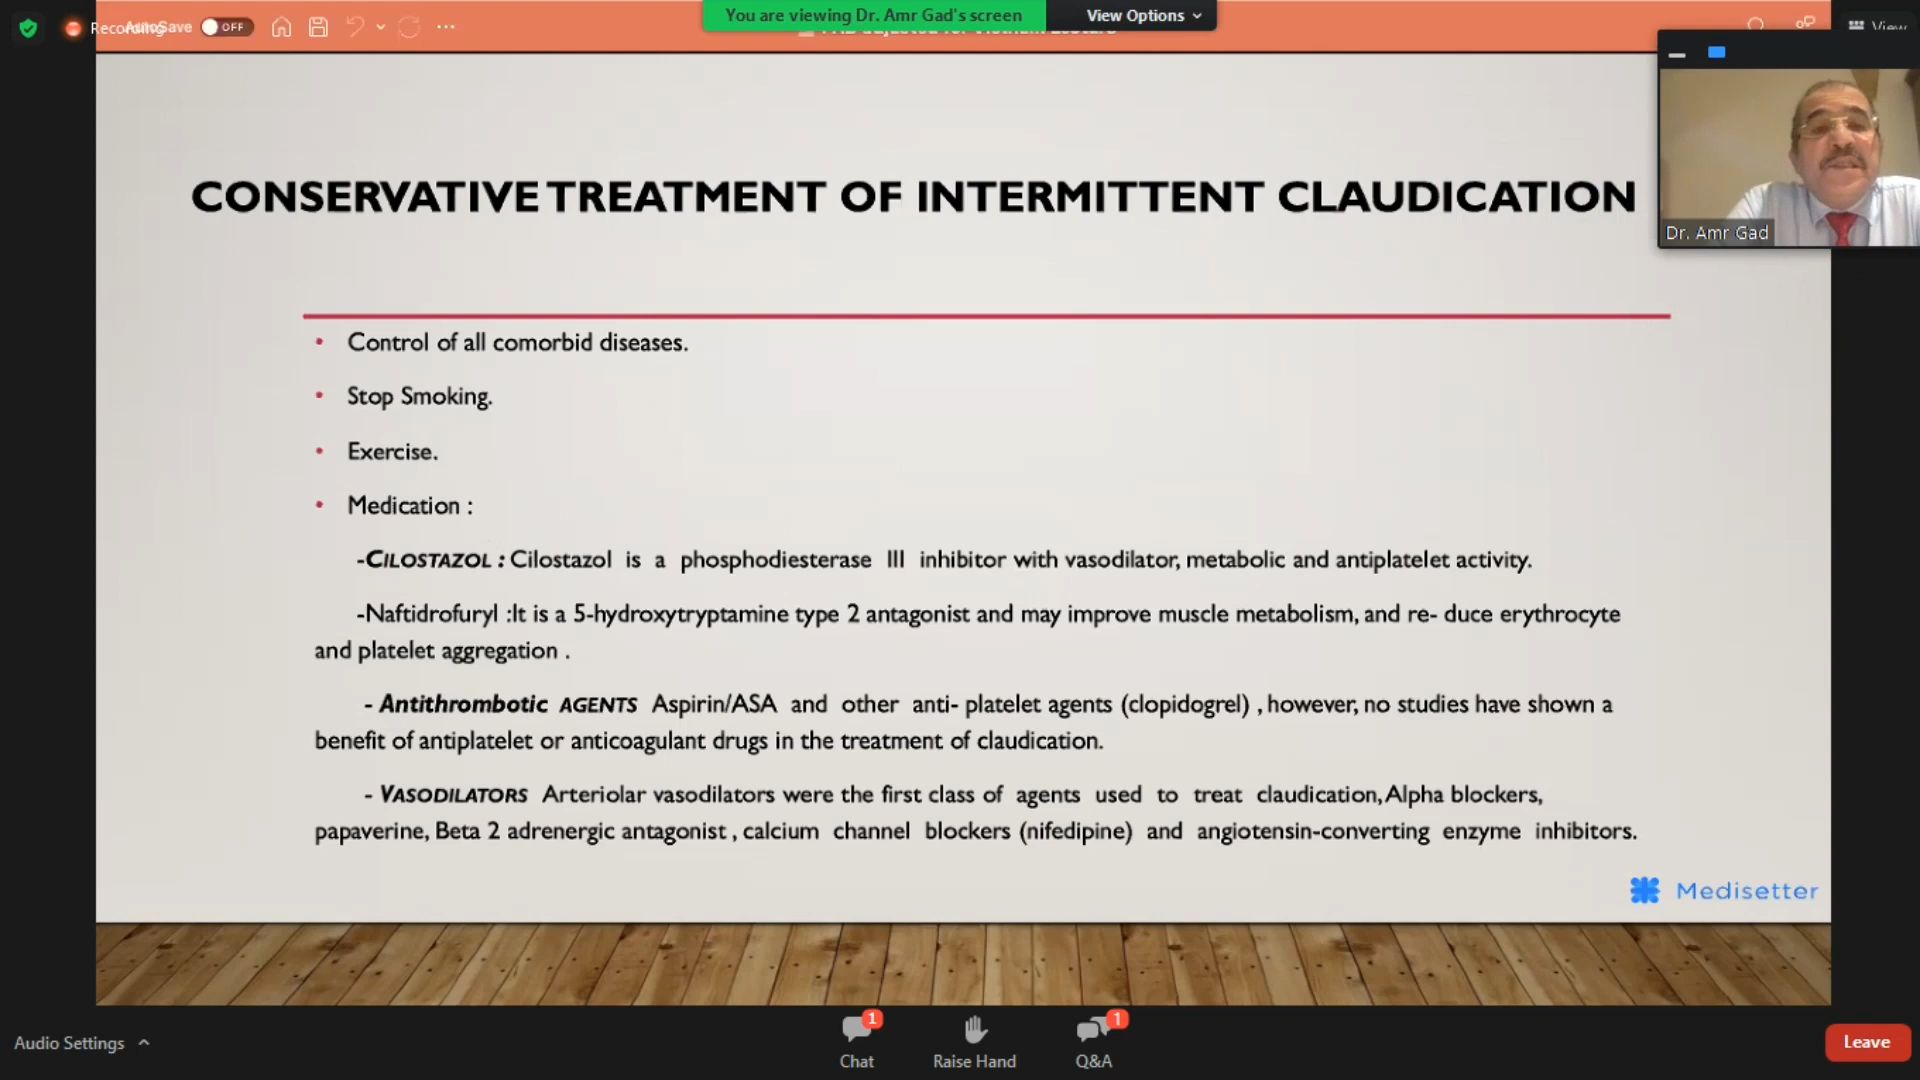 Recording
AutoSave OFF
You are viewing Dr. Amr Gad's screen
View Options
View
Dr. Amr Gad
CONSERVATIVE TREATMENT OF INTERMITTENT CLAUDICATION
• Control of all comorbid diseases.
• Stop Smoking.
• Exercise.
• Medication :
-CILOSTAZOL : Cilostazol is a phosphodiesterase III inhibitor with vasodilator, metabolic and antiplatelet activity.
-Naftidrofuryl :It is a 5-hydroxytryptamine type 2 antagonist and may improve muscle metabolism, and re- duce erythrocyte
and platelet aggregation .
- Antithrombotic AGENTS Aspirin/ASA and other anti- platelet agents (clopidogrel) , however, no studies have shown a
benefit of antiplatelet or anticoagulant drugs in the treatment of claudication.
- VASODILATORS Arteriolar vasodilators were the first class of agents used to treat claudication, Alpha blockers,
papaverine, Beta 2 adrenergic antagonist , calcium channel blockers (nifedipine) and angiotensin-converting enzyme inhibitors.
Medisetter
Audio Settings
1
Chat
Raise Hand
1
Q&A
Leave